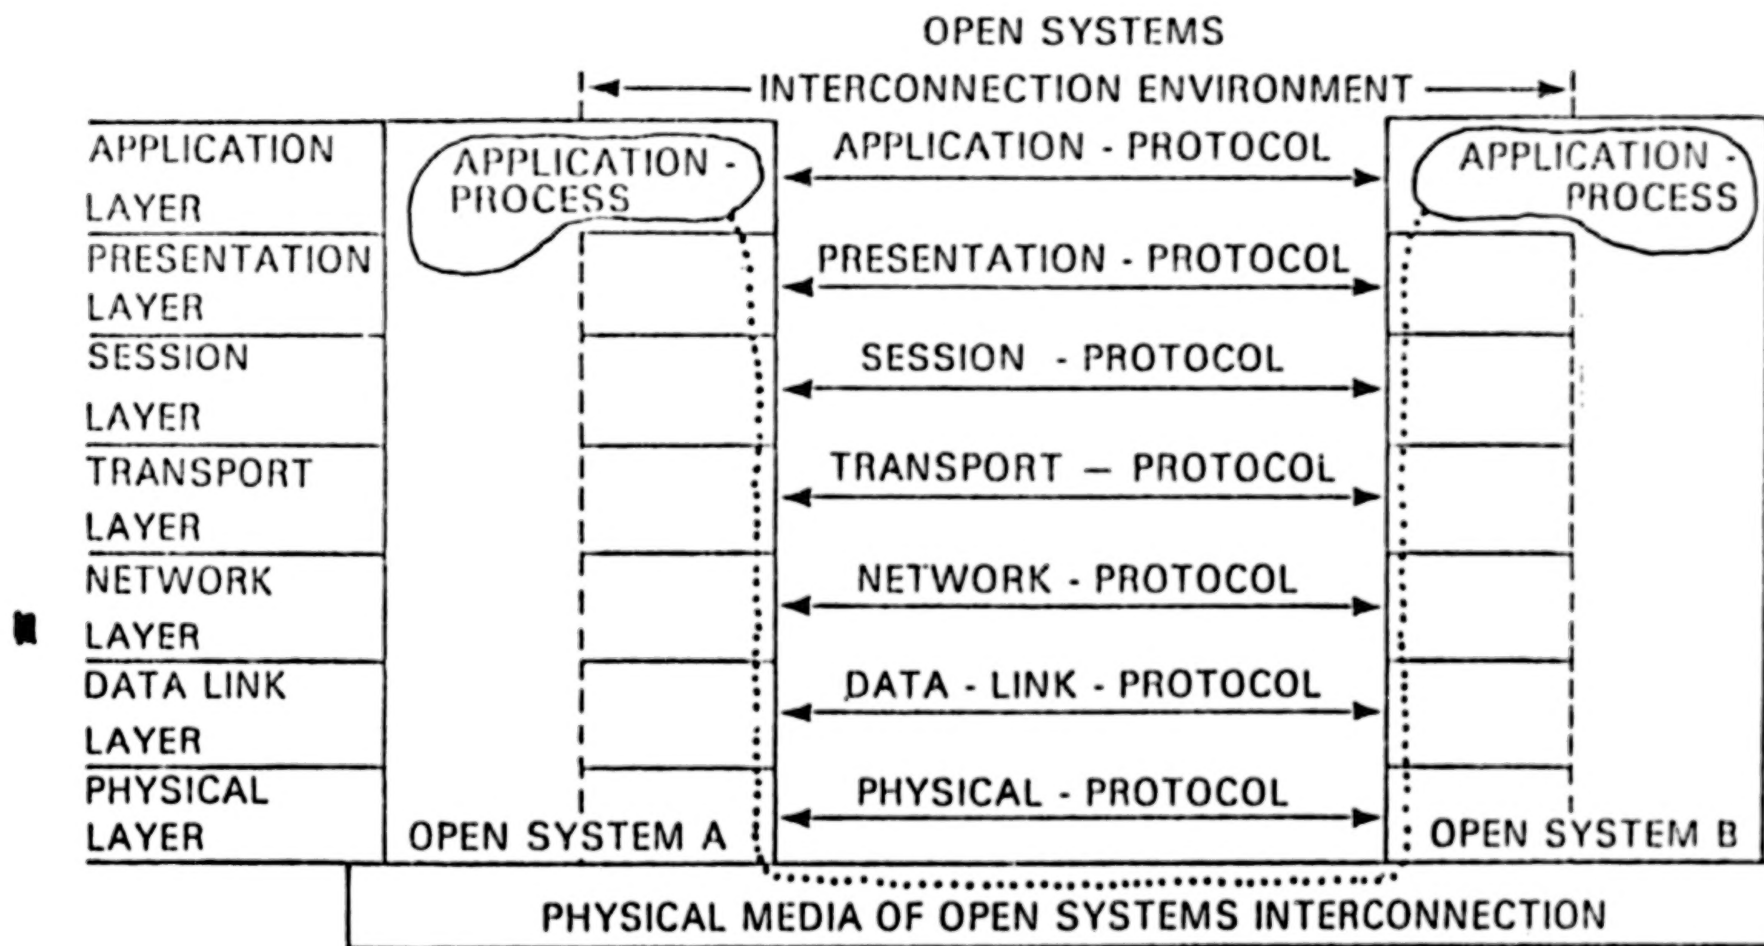 OPEN SYSTEMS
INTERCONNECTION ENVIRONMENT
APPLICATION
LAYER
APPLICATION -
PROCESS
APPLICATION - PROTOCOL
APPLICATION -
PROCESS
PRESENTATION
LAYER
PRESENTATION - PROTOCOL
SESSION
LAYER
SESSION - PROTOCOL
TRANSPORT
LAYER
TRANSPORT — PROTOCOL
NETWORK
LAYER
NETWORK - PROTOCOL
DATA LINK
LAYER
DATA - LINK - PROTOCOL
PHYSICAL
LAYER
PHYSICAL - PROTOCOL
OPEN SYSTEM A
OPEN SYSTEM B
PHYSICAL MEDIA OF OPEN SYSTEMS INTERCONNECTION